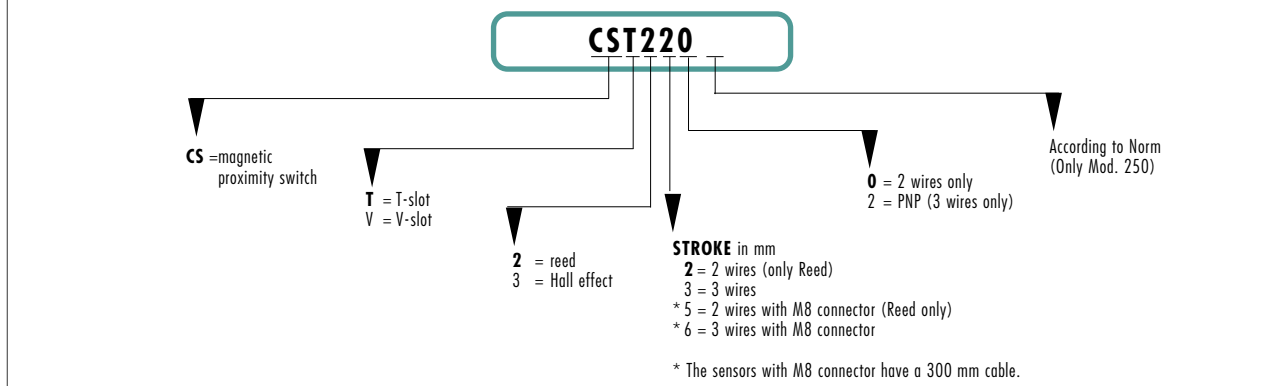 CST220
CS =magnetic
proximity switch
T = T-slot
V = V-slot
2 = reed
3 = Hall effect
STROKE in mm
2 = 2 wires (only Reed)
3 = 3 wires
* 5 = 2 wires with M8 connector (Reed only)
* 6 = 3 wires with M8 connector
* The sensors with M8 connector have a 300 mm cable.
0 = 2 wires only
2 = PNP (3 wires only)
According to Norm
(Only Mod. 250)